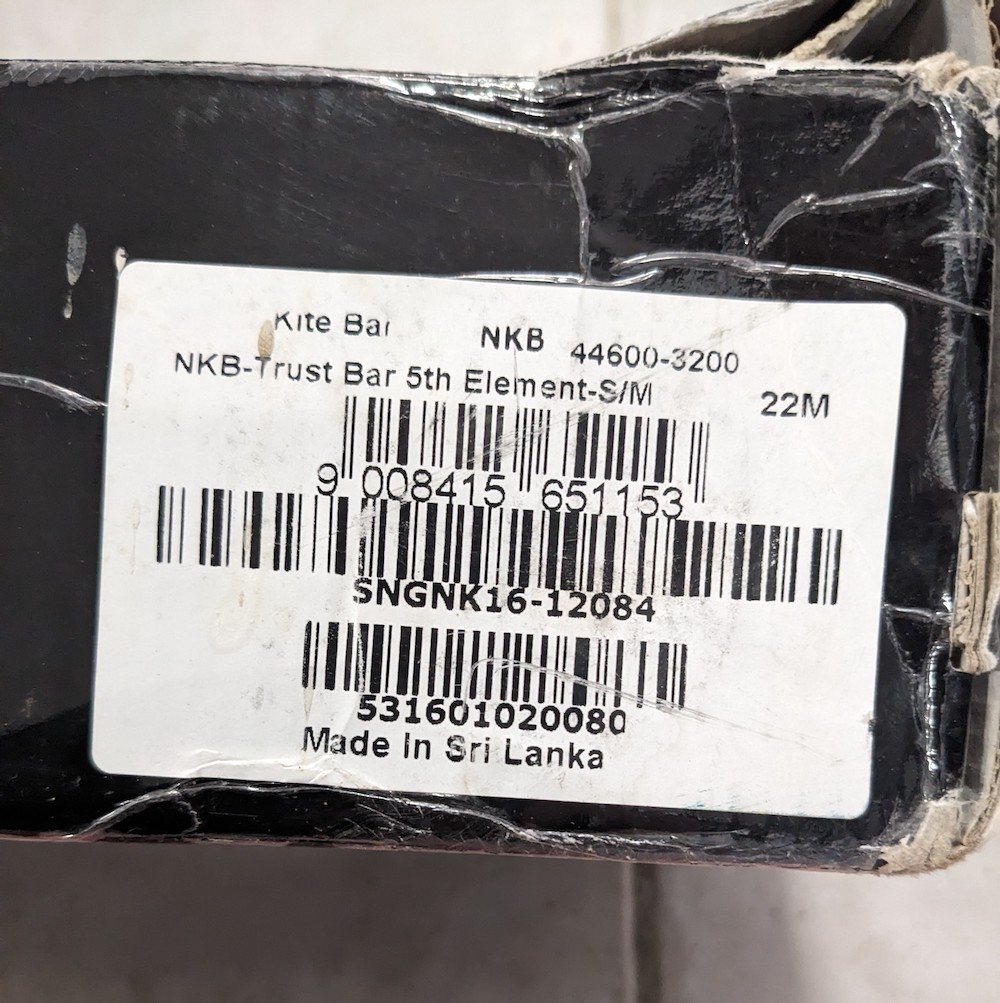 Kite Bar NKB 44600-3200
NKB-Trust Bar 5th Element-S/M 22M
9 008415 651153
SNGNK16-12084
531601020080
Made In Sri Lanka